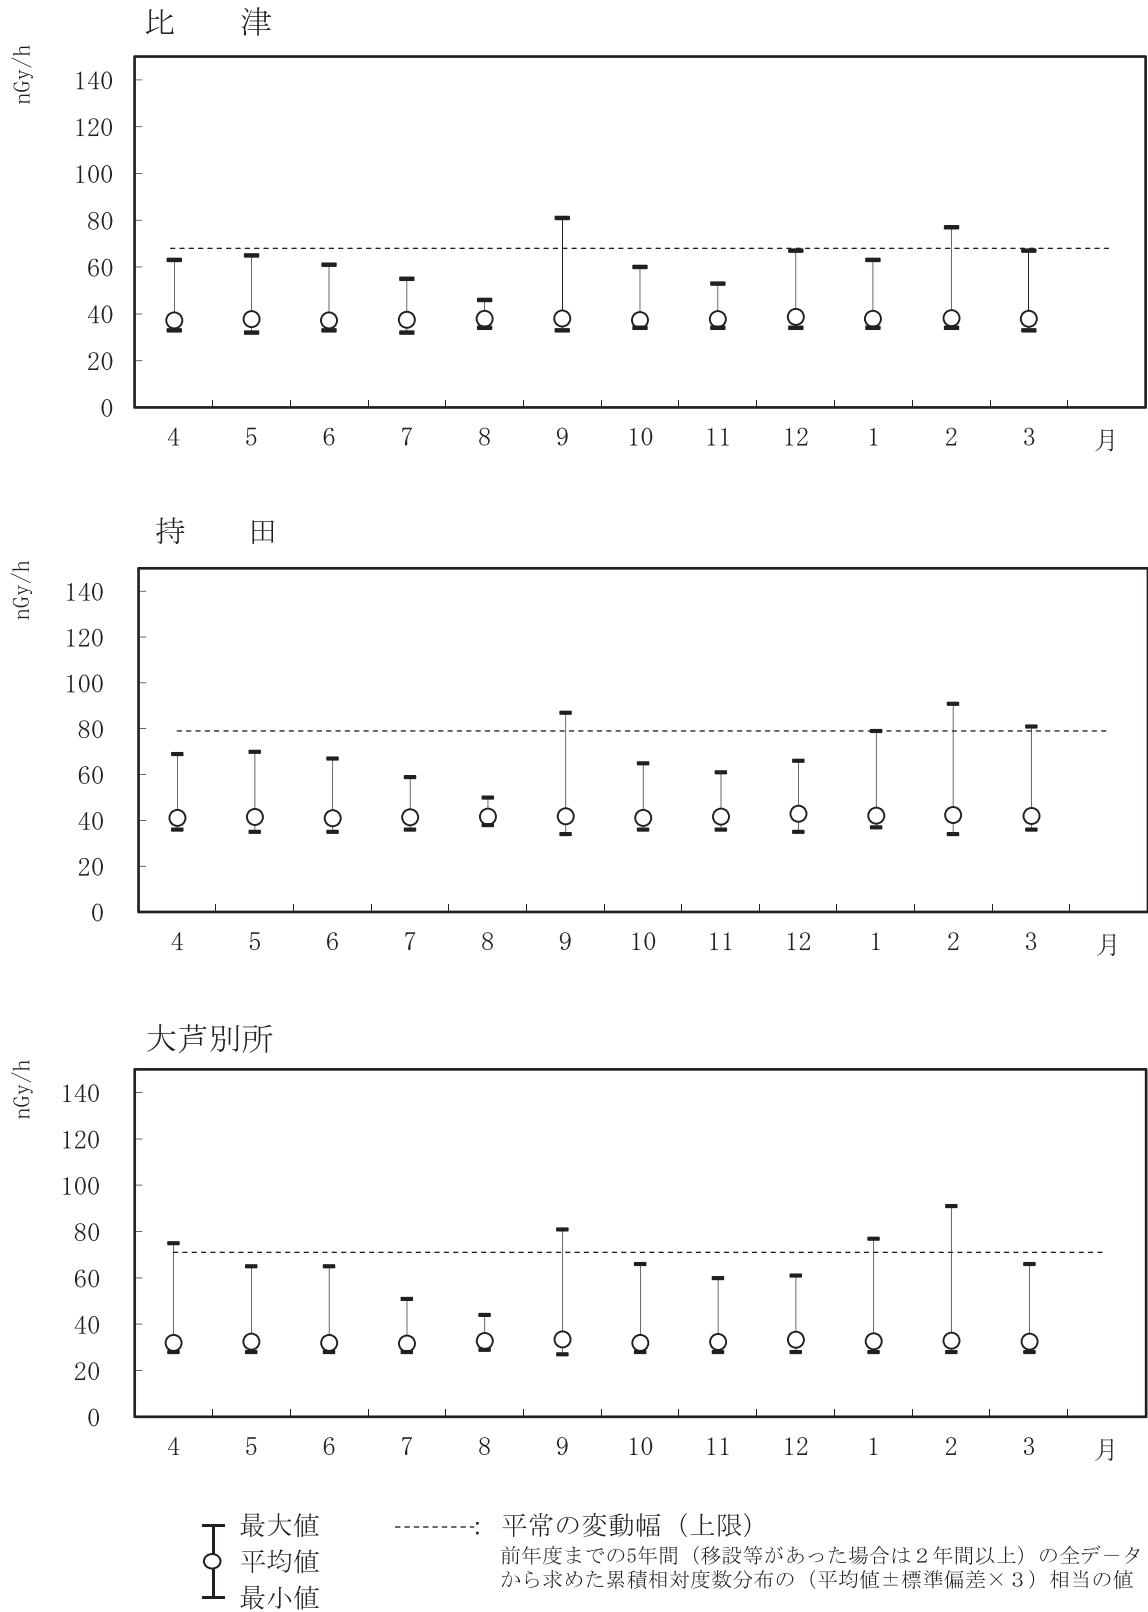 比　　津
nGy/h
140
120
100
80
60
40
20
0
4 5 6 7 8 9 10 11 12 1 2 3 月
持　　田
nGy/h
140
120
100
80
60
40
20
0
4 5 6 7 8 9 10 11 12 1 2 3 月
大芦別所
nGy/h
140
120
100
80
60
40
20
0
4 5 6 7 8 9 10 11 12 1 2 3 月
最大値
平均値
最小値
: 平常の変動幅（上限）
前年度までの5年間（移設等があった場合は２年間以上）の全データ
から求めた累積相対度数分布の（平均値±標準偏差×３）相当の値